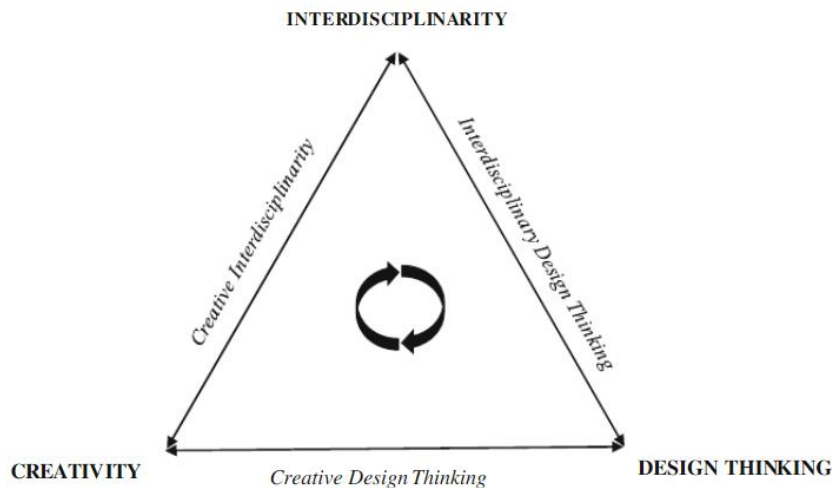 INTERDISCIPLINARITY
Creative Interdisciplinarity
Interdisciplinary Design Thinking
CREATIVITY
DESIGN THINKING
Creative Design Thinking